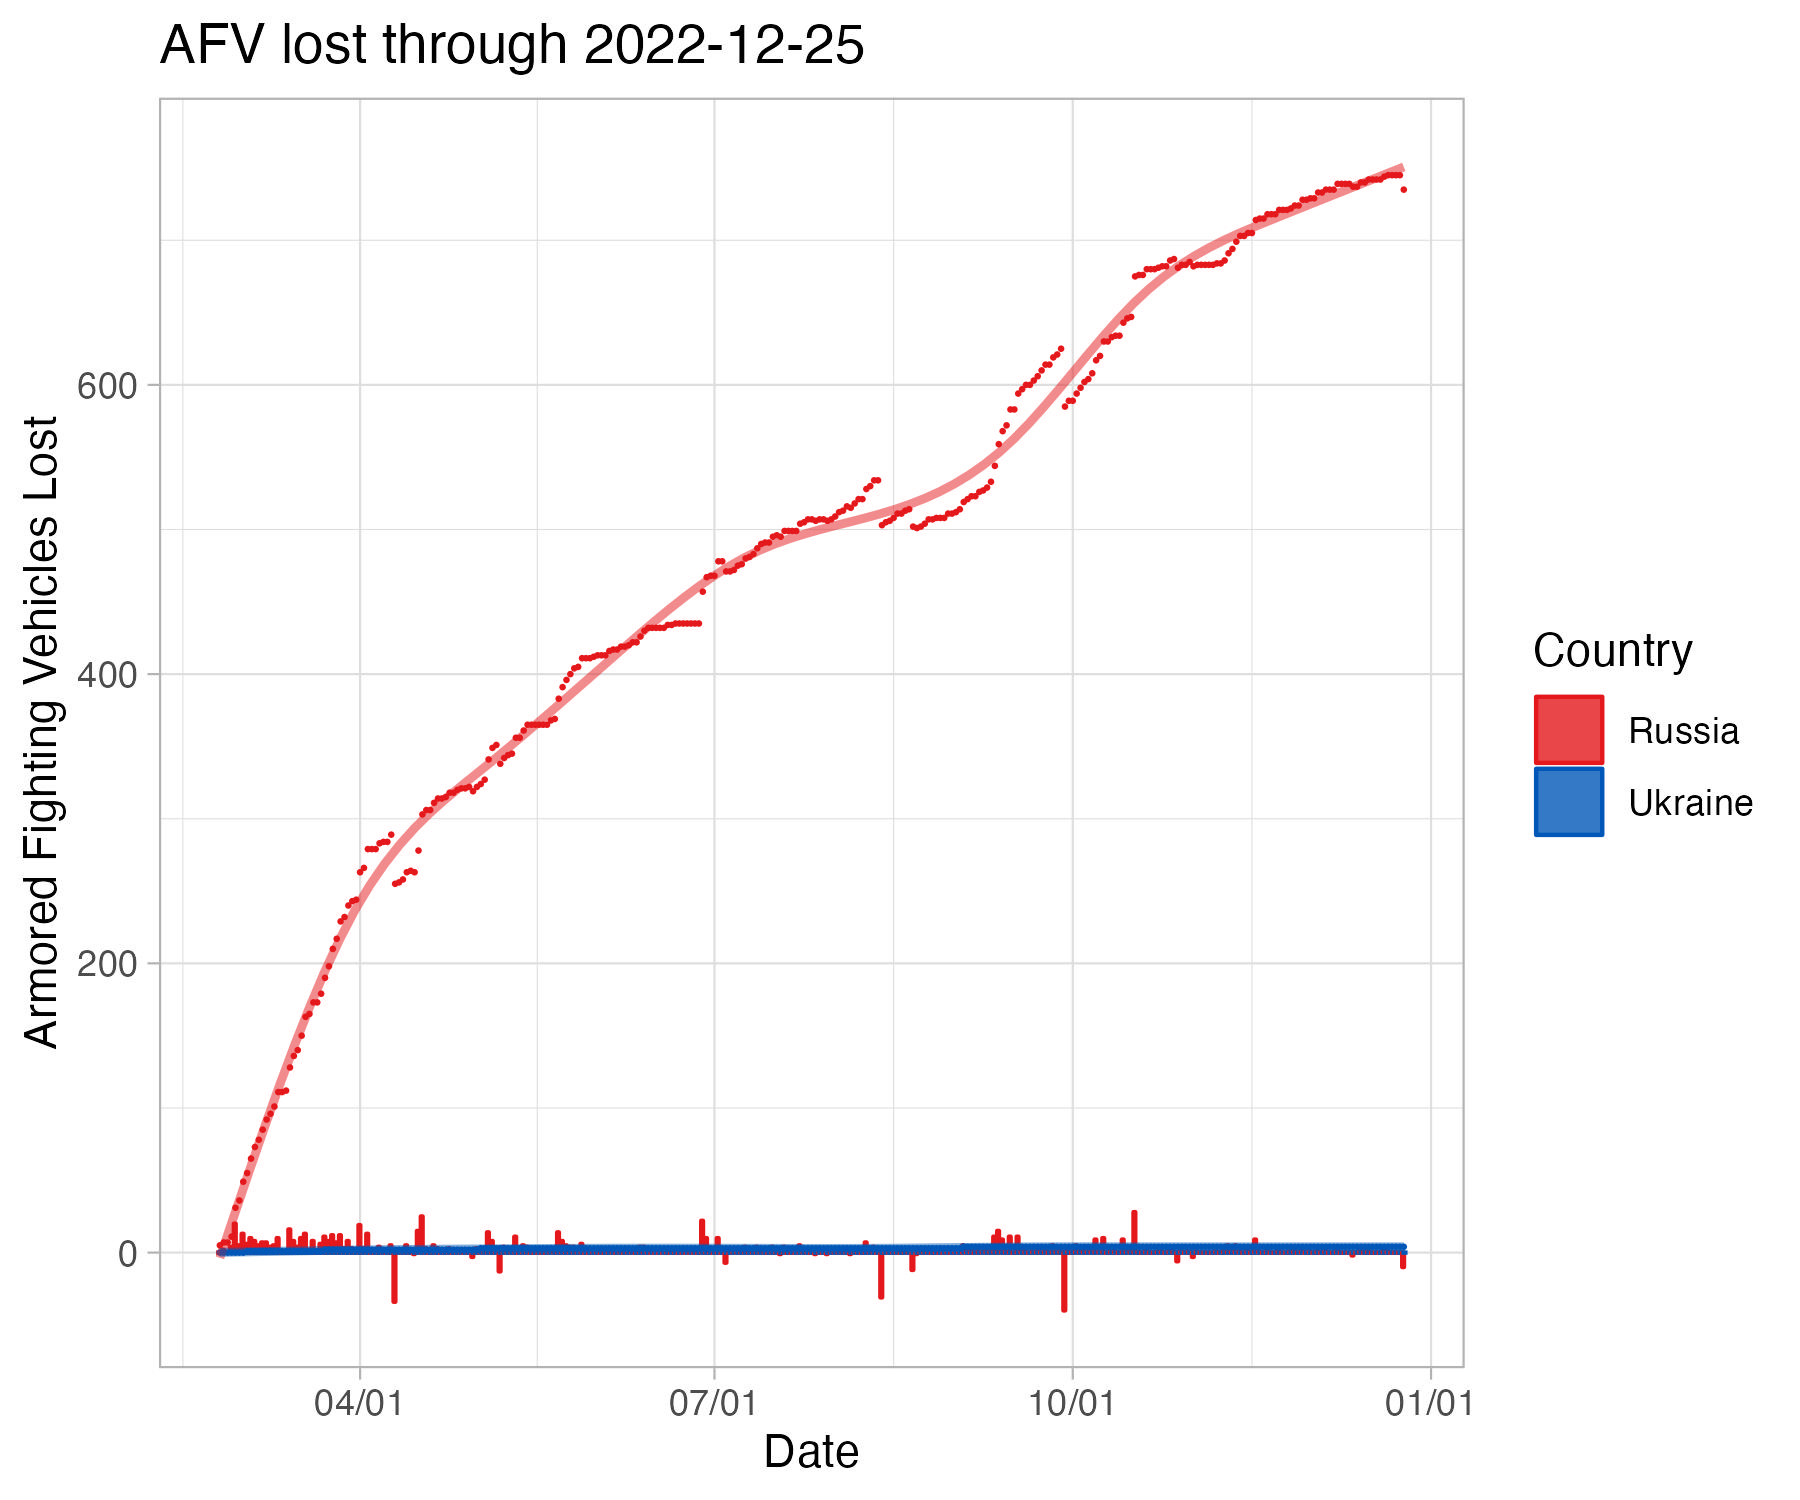 AFV lost through 2022-12-25
Armored Fighting Vehicles Lost
600
400
200
0
04/01
07/01
10/01
01/01
Date
Country
Russia
Ukraine